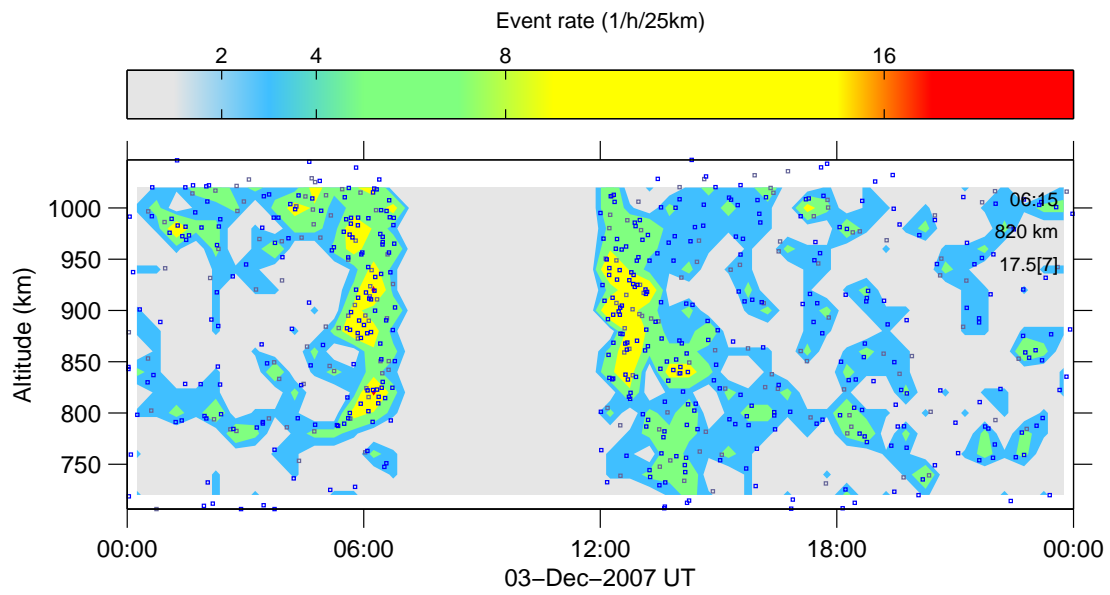 Event rate (1/h/25km)
2 4 8 16
1000
950
900
850
800
750
Altitude (km)
06:15
820 km
17.5[7]
00:00 06:00 12:00 18:00 00:00
03−Dec−2007 UT